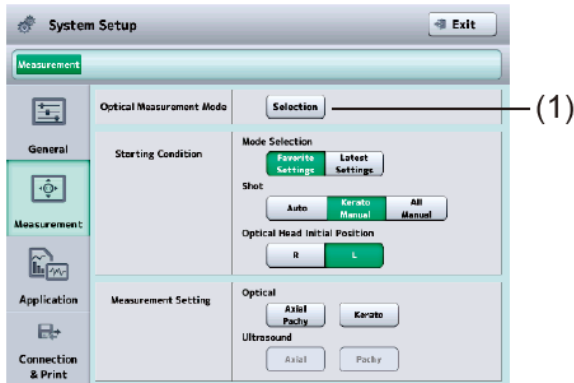 System Setup
Exit
Measurement
General
Measurement
Application
Connection
& Print
Optical Measurement Mode
Selection
(1)
Starting Condition
Mode Selection
Favorite
Settings
Latest
Settings
Shot
Auto
Kerato
Manual
All
Manual
Optical Head Initial Position
R
L
Measurement Setting
Optical
Axial
Pachy
Kerato
Ultrasound
Axial
Pachy